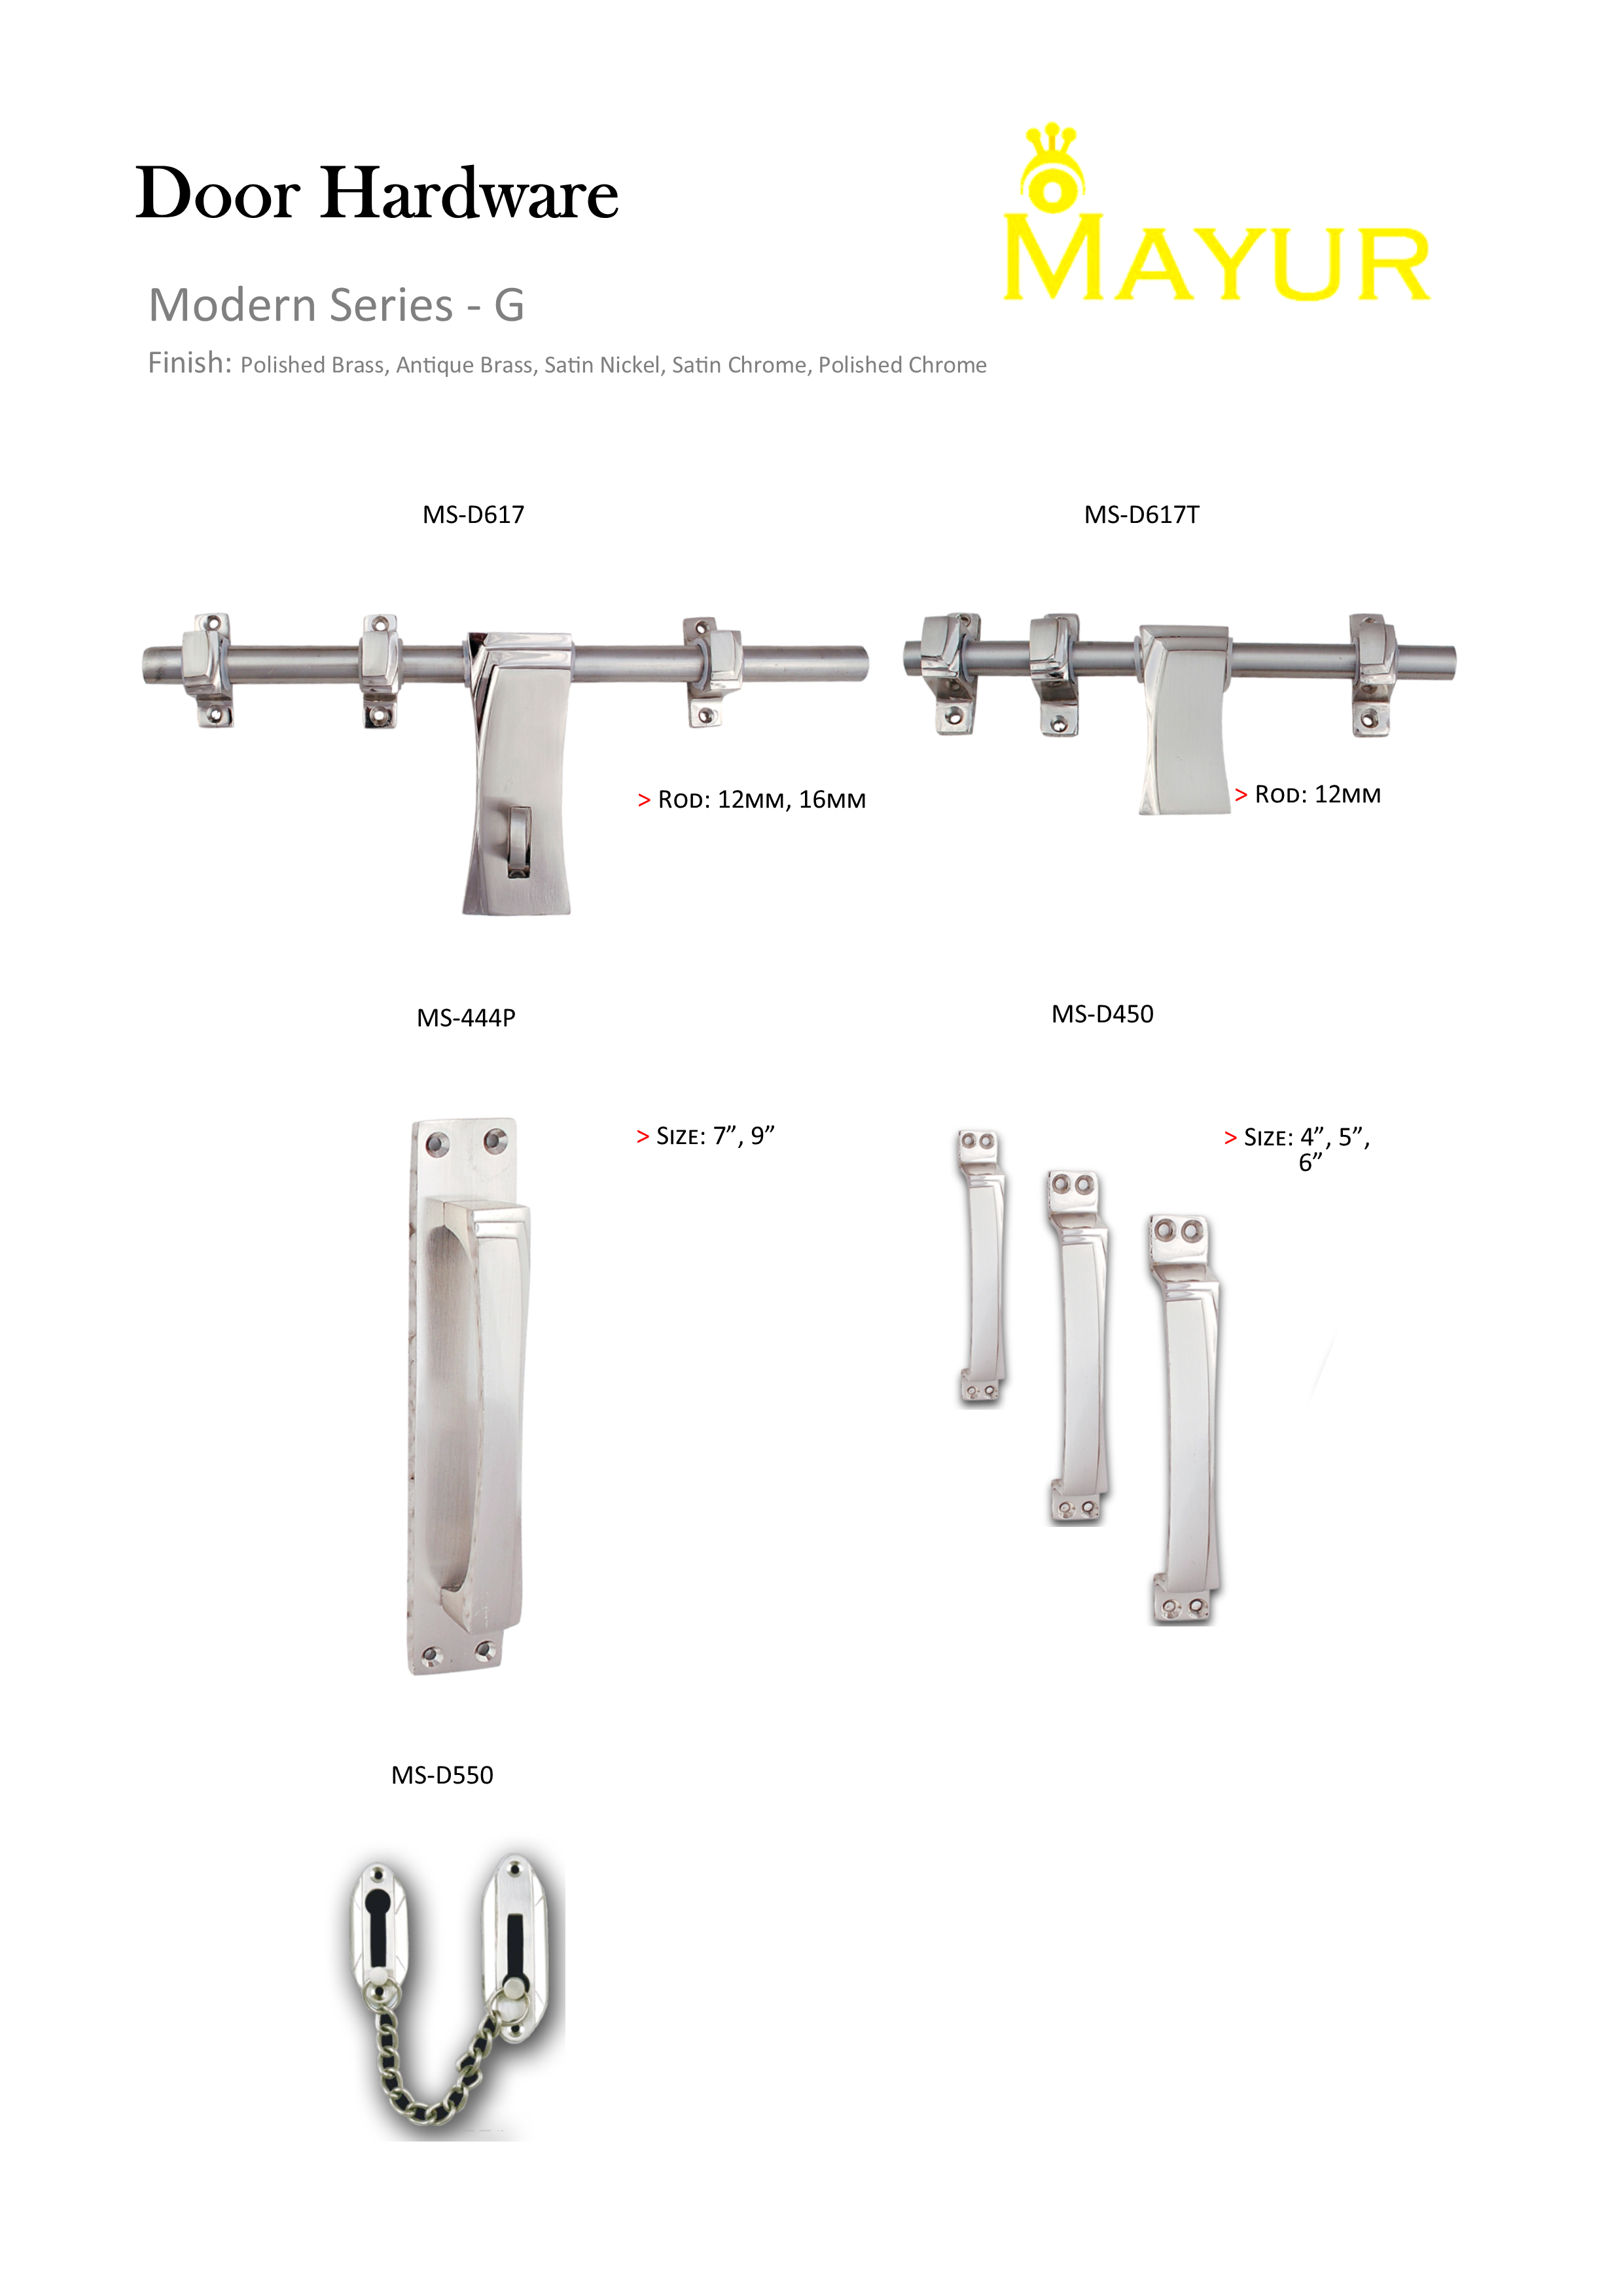 Door Hardware
MAYUR
Modern Series - G
Finish: Polished Brass, Antique Brass, Satin Nickel, Satin Chrome, Polished Chrome
MS-D617
MS-D617T
> Rod: 12mm, 16mm
> Rod: 12mm
MS-444P
MS-D450
> Size: 7”, 9”
> Size: 4”, 5”,
6”
MS-D550